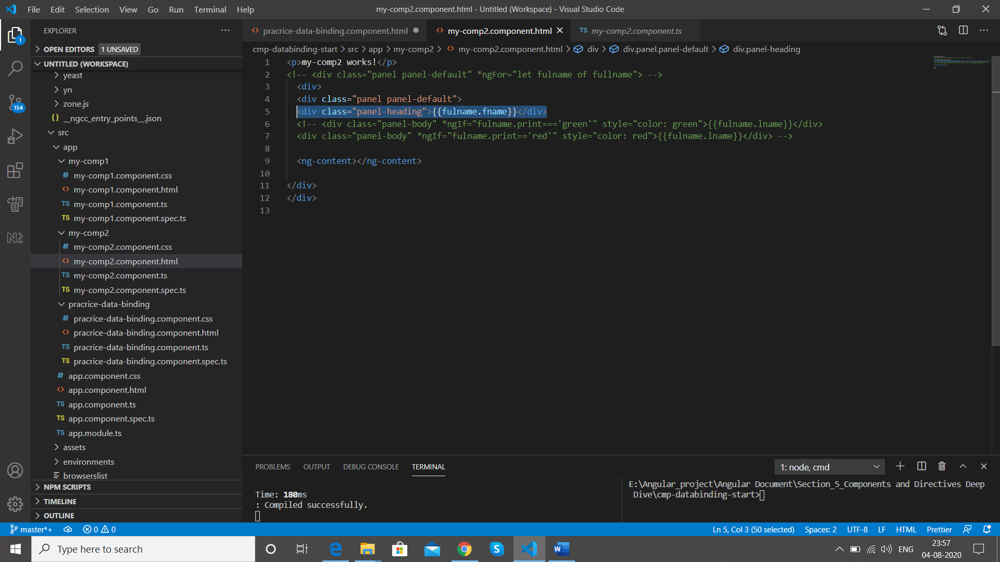 File Edit Selection View Go Run Terminal Help
my-comp2.component.html - Untitled (Workspace) - Visual Studio Code
EXPLORER
pracrice-data-binding.component.html
my-comp2.component.html
TS my-comp2.component.ts
OPEN EDITORS 1 UNSAVED
cmp-databinding-start > src > app > my-comp2 > my-comp2.component.html > div > div.panel.panel-default > div.panel-heading
UNTITLED (WORKSPACE)
yeast
yn
zone.js
{} __ngcc_entry_points__.json
src
app
my-comp1
# my-comp1.component.css
<> my-comp1.component.html
TS my-comp1.component.ts
TS my-comp1.component.spec.ts
my-comp2
# my-comp2.component.css
<> my-comp2.component.html
TS my-comp2.component.ts
TS my-comp2.component.spec.ts
pracrice-data-binding
# pracrice-data-binding.component.css
<> pracrice-data-binding.component.html
TS pracrice-data-binding.component.ts
TS pracrice-data-binding.component.spec.ts
# app.component.css
<> app.component.html
TS app.component.ts
TS app.component.spec.ts
TS app.module.ts
assets
environments
browserslist
NPM SCRIPTS
TIMELINE
OUTLINE
1
154
1 <p>my-comp2 works!</p>
2 <!-- <div class="panel panel-default" *ngFor="let fulname of fullname"> -->
3 <div>
4 <div class="panel panel-default">
5 <div class="panel-heading">{{fulname.fname}}</div>
6 <!-- <div class="panel-body" *ngIf="fulname.print==='green'" style="color: green">{{fulname.lname}}</div>
7 <div class="panel-body" *ngIf="fulname.print=='red'" style="color: red">{{fulname.lname}}</div> -->
8
9 <ng-content></ng-content>
10
11 </div>
12 </div>
13
PROBLEMS OUTPUT DEBUG CONSOLE TERMINAL
1: node, cmd
Time: 180ms
: Compiled successfully.
E:\Angular_project\Angular Document\Section_5_Components and Directives Deep
Dive\cmp-databinding-start>
master*+ 0 0
Ln 5, Col 3 (50 selected) Spaces: 2 UTF-8 LF HTML Prettier
Type here to search
ENG
23:57
04-08-2020